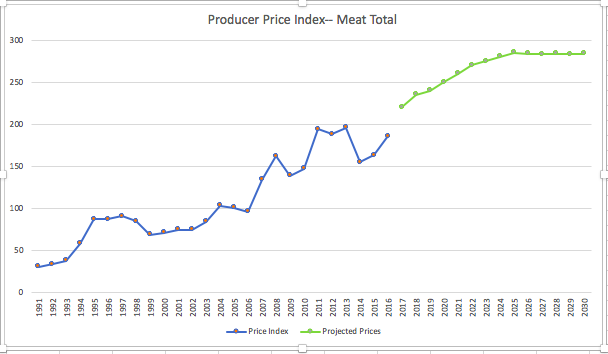 Producer Price Index-- Meat Total
300
250
200
150
100
50
0
1991 1992 1993 1994 1995 1996 1997 1998 1999 2000 2001 2002 2003 2004 2005 2006 2007 2008 2009 2010 2011 2012 2013 2014 2015 2016 2017 2018 2019 2020 2021 2022 2023 2024 2025 2026 2027 2028 2029 2030
Price Index Projected Prices